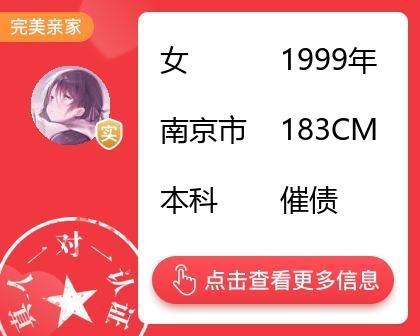 完美亲家
女 1999年
实
南京市 183CM
本科 催债
点击查看更多信息
真人一对一认证